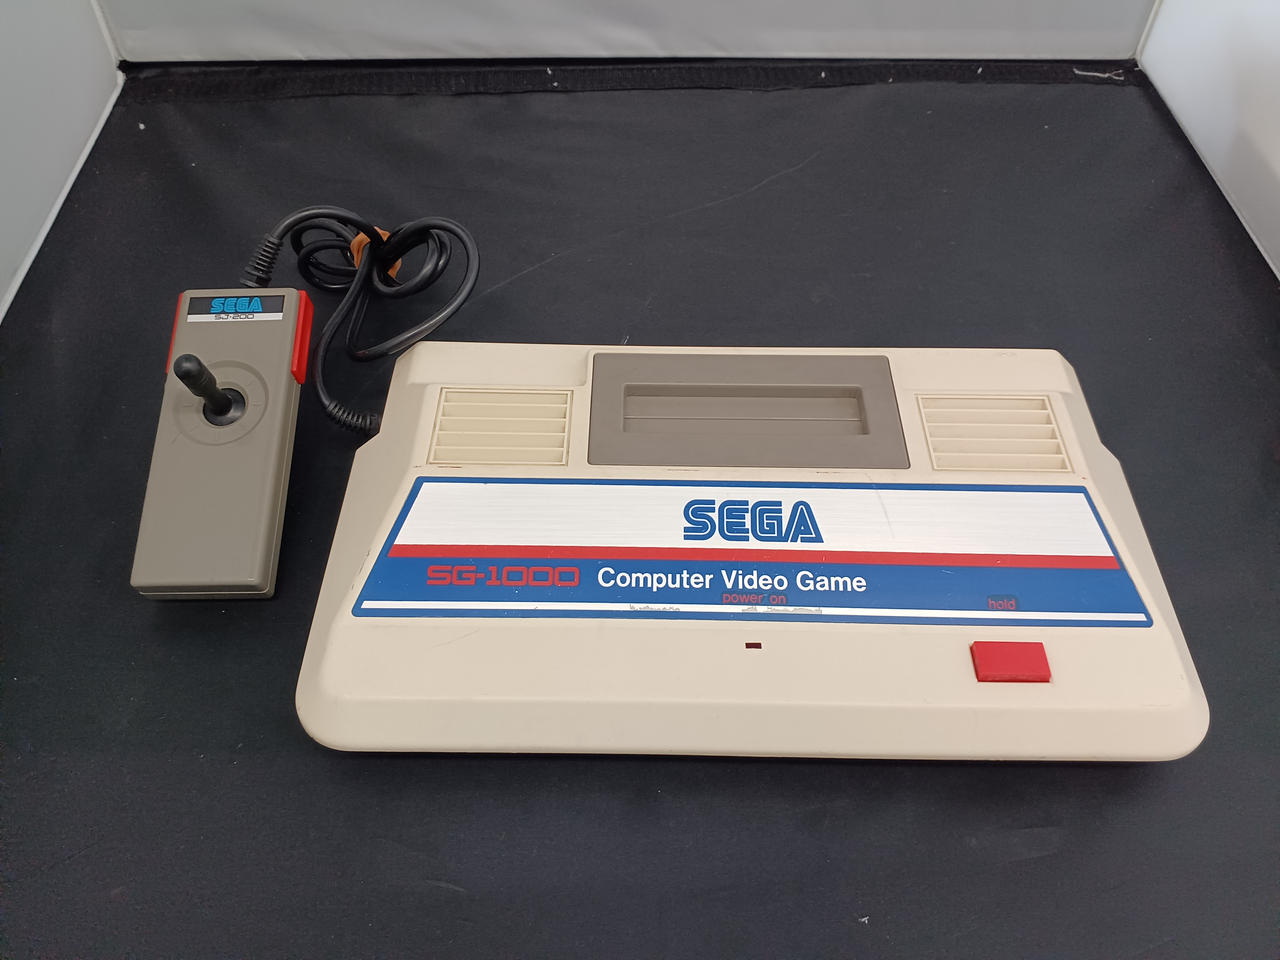 SEGA
SJ-200
SEGA
SG-1000 Computer Video Game
power on
hold